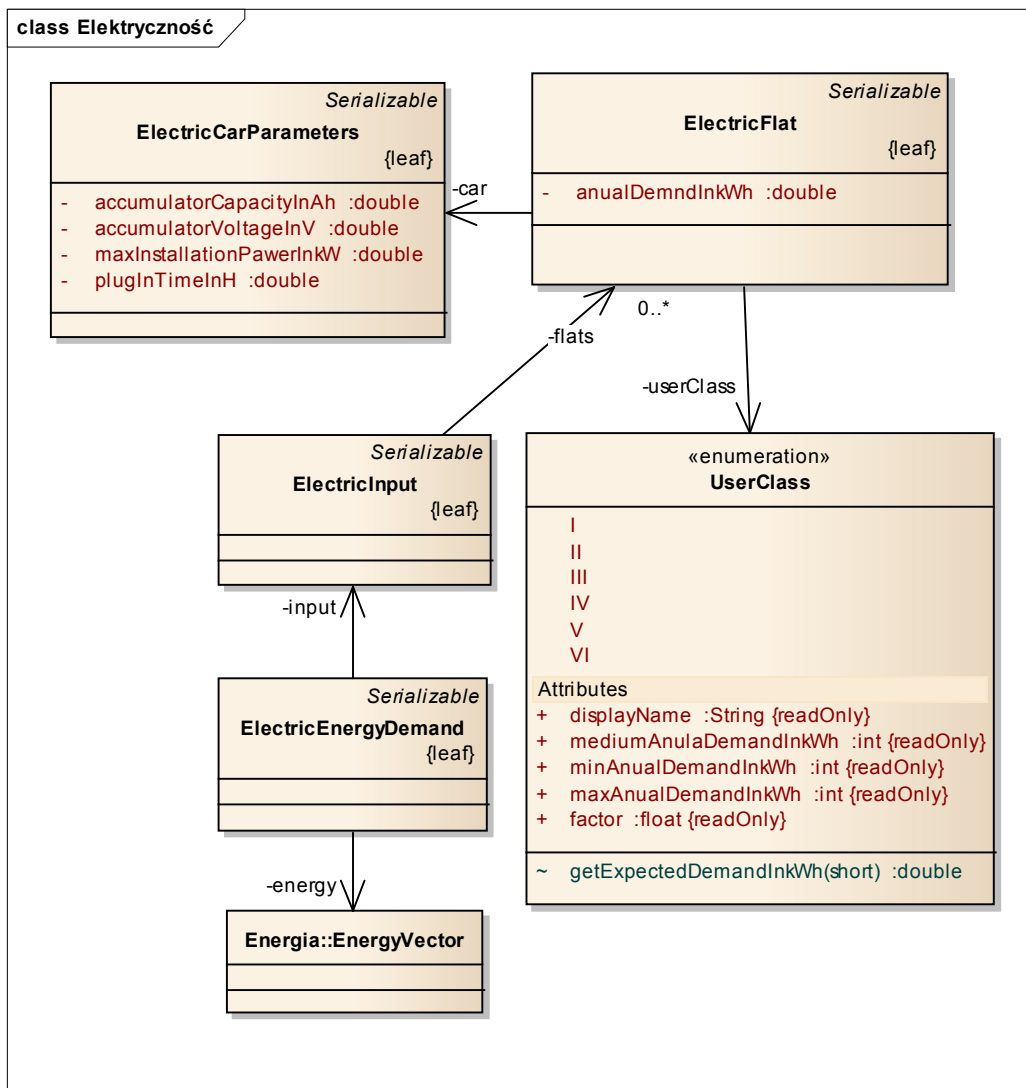 class Elektryczność
Serializable
ElectricCarParameters
{leaf}
- accumulatorCapacityInAh :double
- accumulatorVoltageInV :double
- maxInstallationPawerInkW :double
- plugInTimeInH :double
-car
Serializable
ElectricFlat
{leaf}
- anualDemndInkWh :double
0..*
-flats
-userClass
Serializable
ElectricInput
{leaf}
-input
Serializable
ElectricEnergyDemand
{leaf}
-energy
Energia::EnergyVector
«enumeration»
UserClass
I
II
III
IV
V
VI
Attributes
+ displayName :String {readOnly}
+ mediumAnulaDemandInkWh :int {readOnly}
+ minAnualDemandInkWh :int {readOnly}
+ maxAnualDemandInkWh :int {readOnly}
+ factor :float {readOnly}
~ getExpectedDemandInkWh(short) :double